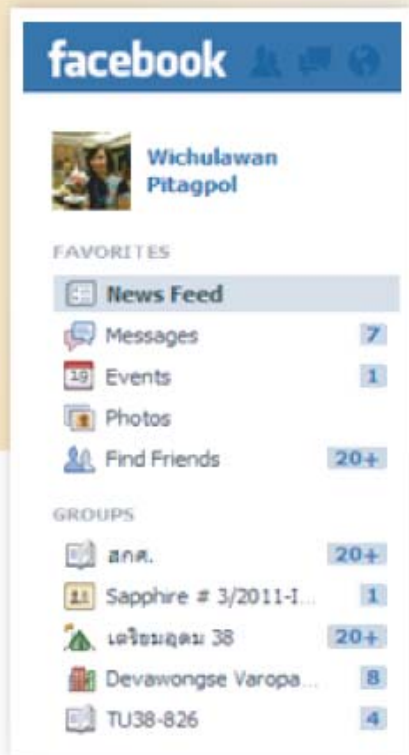 facebook
Wichulawan
Pitagpol
FAVORITES
News Feed
Messages 7
19 Events 1
Photos
Find Friends 20+
GROUPS
สกศ. 20+
Sapphire # 3/2011-I... 1
เตรียมอุดม 38 20+
Devawongse Varopa... 8
TU38-826 4